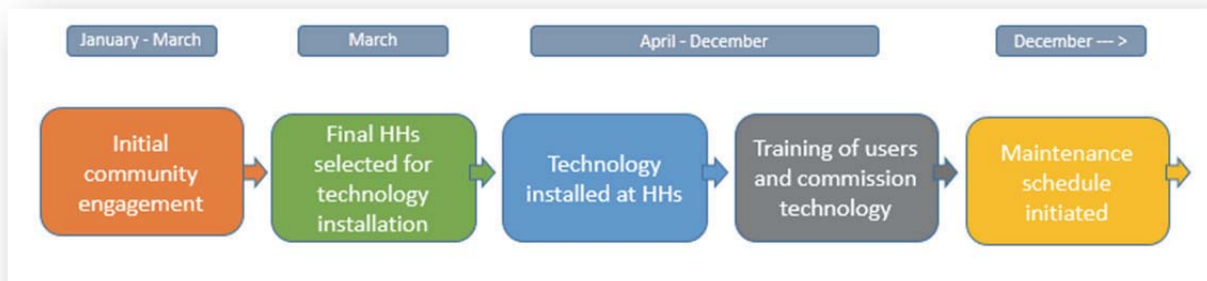 January - March
March
April - December
December --- >
Initial
community
engagement
Final HHs
selected for
technology
installation
Technology
installed at HHs
Training of users
and commission
technology
Maintenance
schedule
initiated